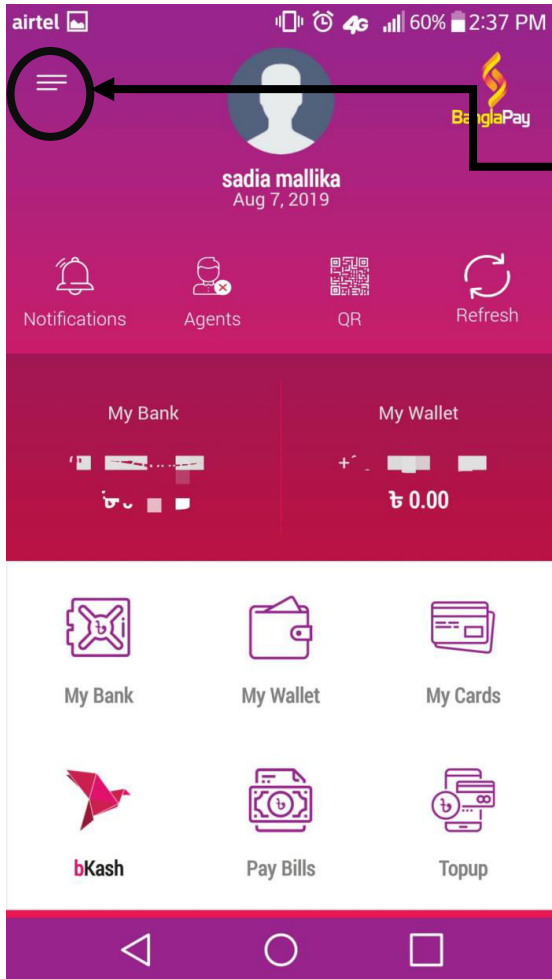 airtel 4G 60% 2:37 PM
BanglaPay
sadia mallika
Aug 7, 2019
Notifications Agents QR Refresh
My Bank My Wallet
৳ 0.00
My Bank My Wallet My Cards
bKash Pay Bills Topup